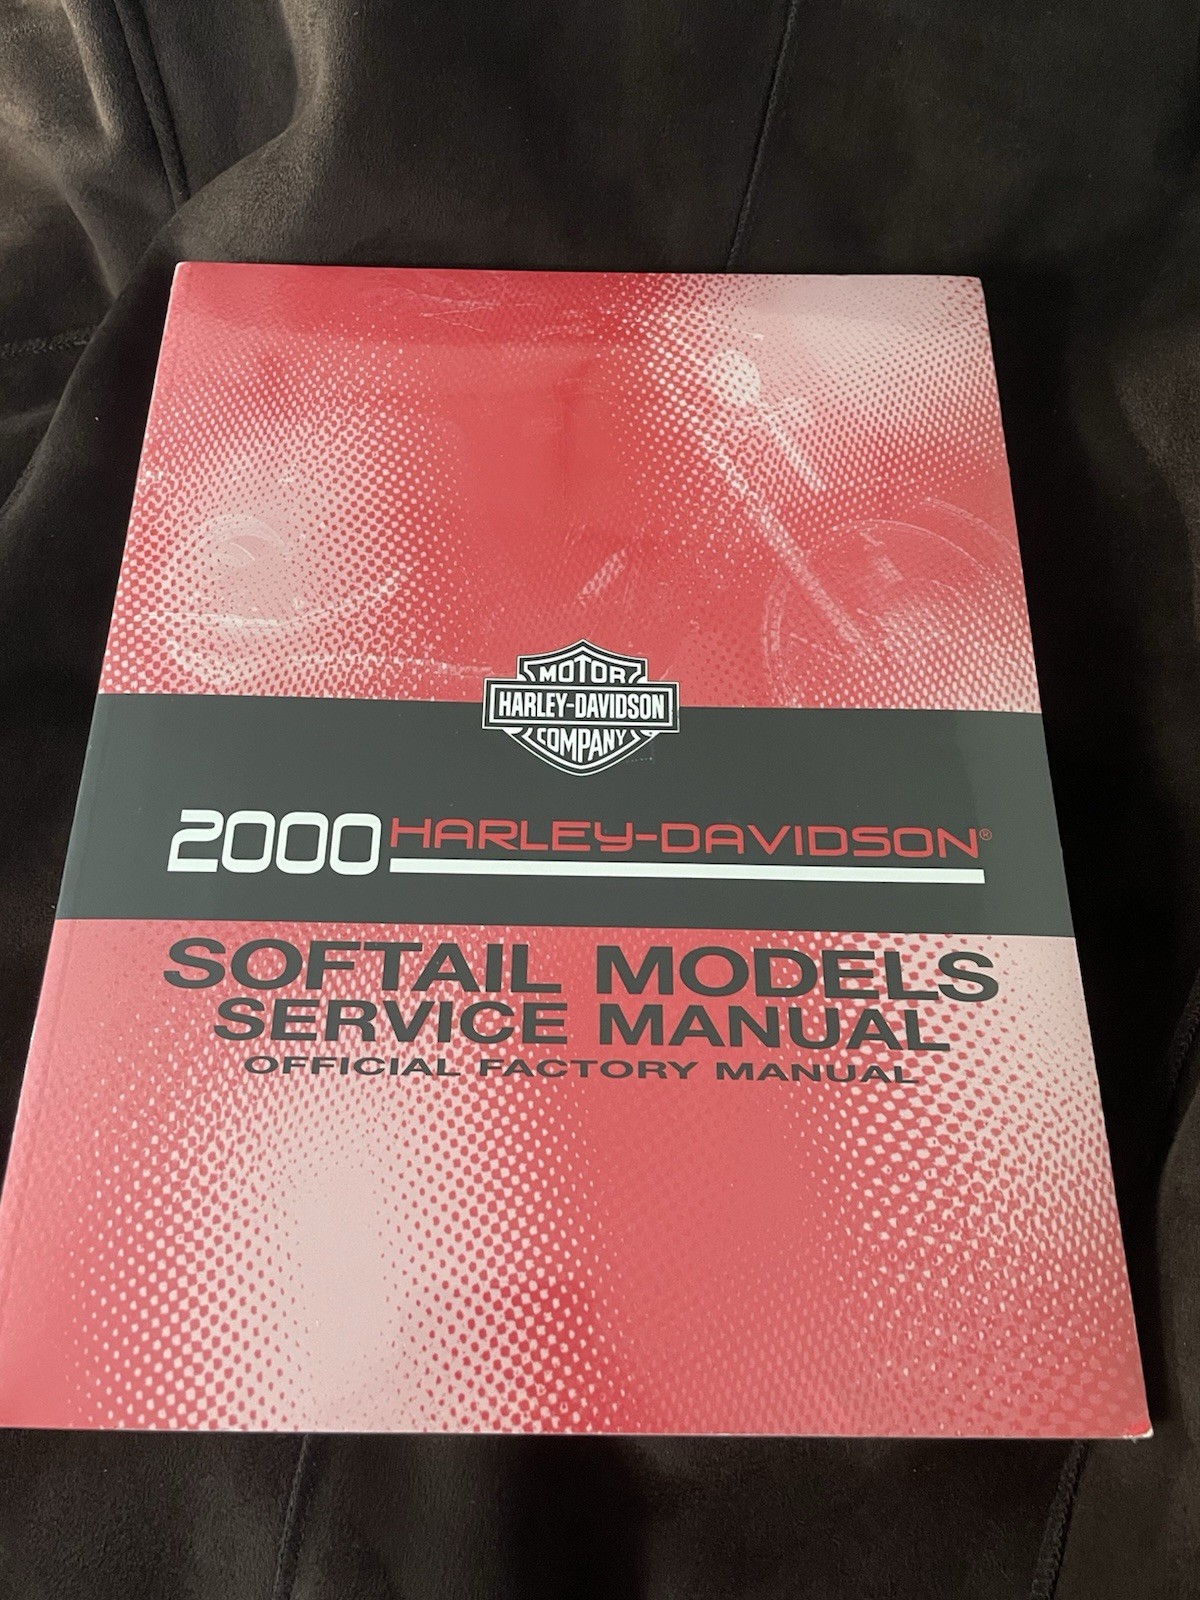 MOTOR
HARLEY-DAVIDSON
COMPANY
2000 HARLEY-DAVIDSON®
SOFTAIL MODELS
SERVICE MANUAL
OFFICIAL FACTORY MANUAL